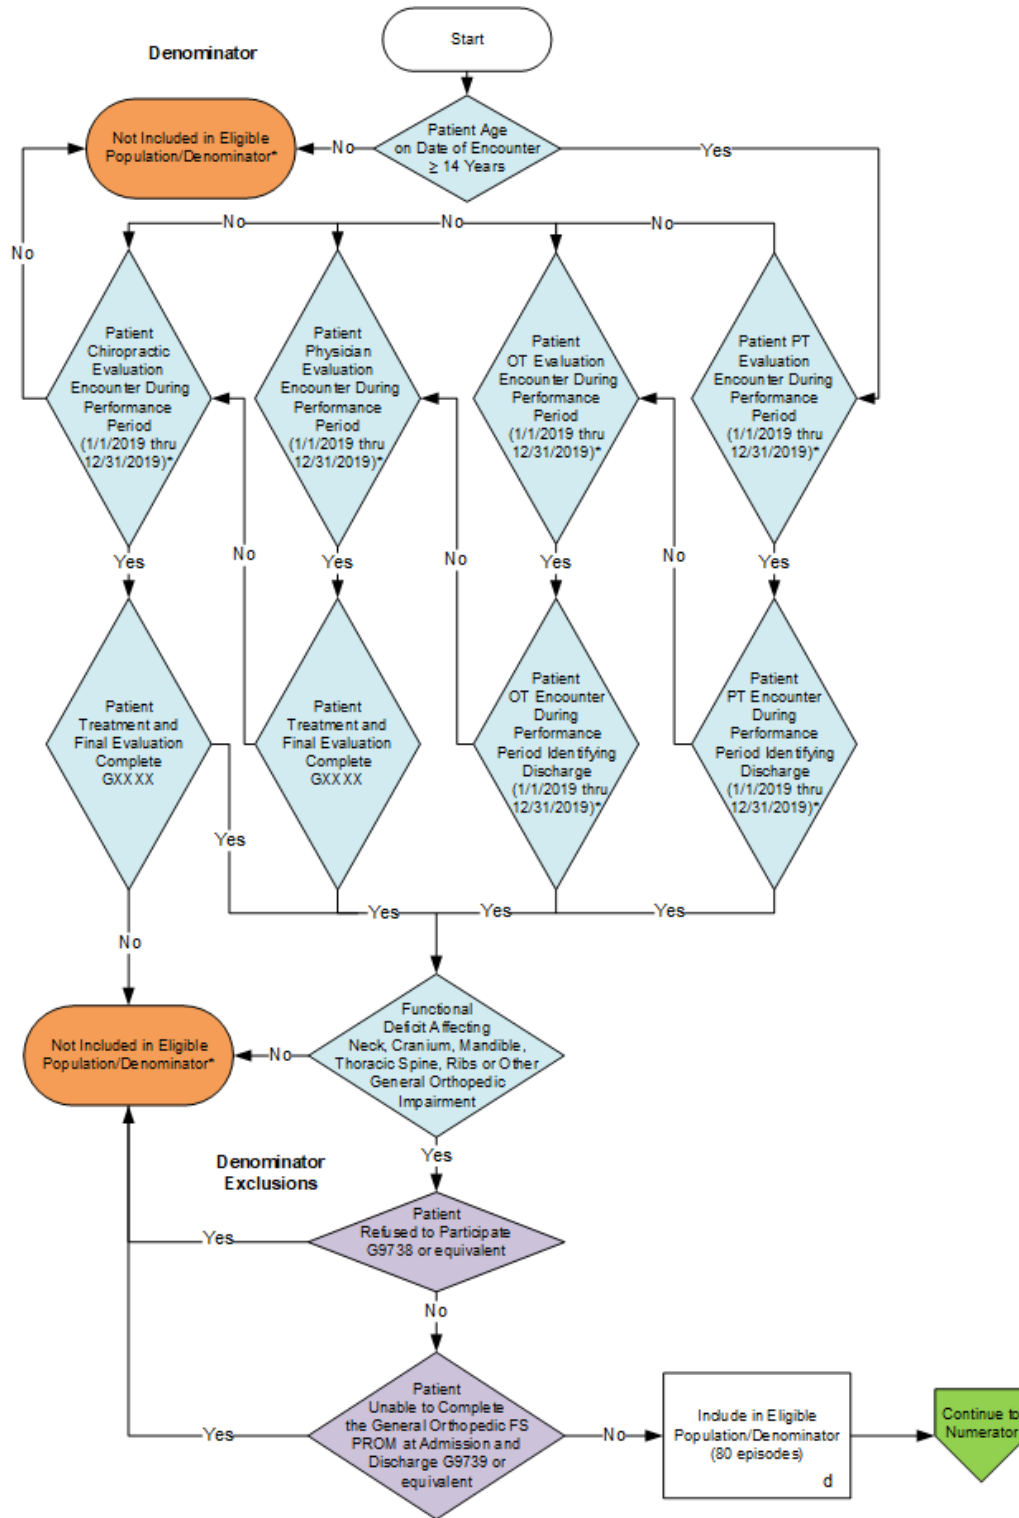 Start
Denominator
Patient Age
on Date of Encounter
≥ 14 Years
No
Yes
Not Included in Eligible
Population/Denominator*
No
No
No
No
Patient
Chiropractic
Evaluation
Encounter During
Performance
Period
(1/1/2019 thru
12/31/2019)*
Patient
Physician
Evaluation
Encounter During
Performance
Period
(1/1/2019 thru
12/31/2019)*
Patient
OT Evaluation
Encounter During
Performance
Period
(1/1/2019 thru
12/31/2019)*
Patient PT
Evaluation
Encounter During
Performance
Period
(1/1/2019 thru
12/31/2019)*
Yes
No
Yes
No
Yes
No
Yes
Patient
Treatment and
Final Evaluation
Complete
GXXXX
Patient
Treatment and
Final Evaluation
Complete
GXXXX
Patient
OT Encounter
During
Performance
Period Identifying
Discharge
(1/1/2019 thru
12/31/2019)*
Patient
PT Encounter
During
Performance
Period Identifying
Discharge
(1/1/2019 thru
12/31/2019)*
Yes
Yes
Yes
Yes
No
Functional
Deficit Affecting
Neck, Cranium, Mandible,
Thoracic Spine, Ribs or Other
General Orthopedic
Impairment
No
Not Included in Eligible
Population/Denominator*
Yes
Denominator
Exclusions
Patient
Refused to Participate
G9738 or equivalent
Yes
No
Patient
Unable to Complete
the General Orthopedic FS
PROM at Admission and
Discharge G9739 or
equivalent
Yes
No
Include in Eligible
Population/Denominator
(80 episodes)
d
Continue to
Numerator